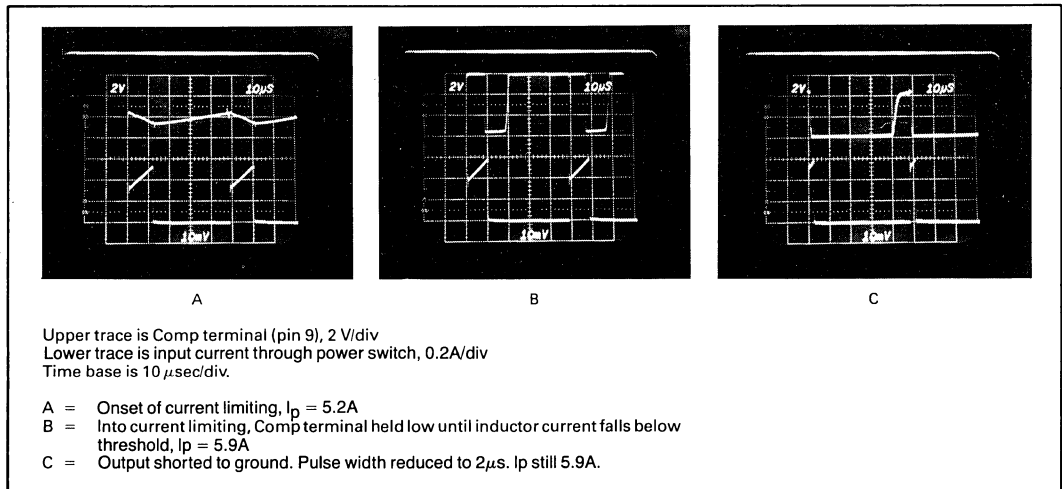 2V 10μS
10mV
2V 10μS
10mV
2V 10μS
10mV
A B C
Upper trace is Comp terminal (pin 9), 2 V/div
Lower trace is input current through power switch, 0.2A/div
Time base is 10 μsec/div.
A = Onset of current limiting, Ip = 5.2A
B = Into current limiting, Comp terminal held low until inductor current falls below
threshold, Ip = 5.9A
C = Output shorted to ground. Pulse width reduced to 2μs. Ip still 5.9A.